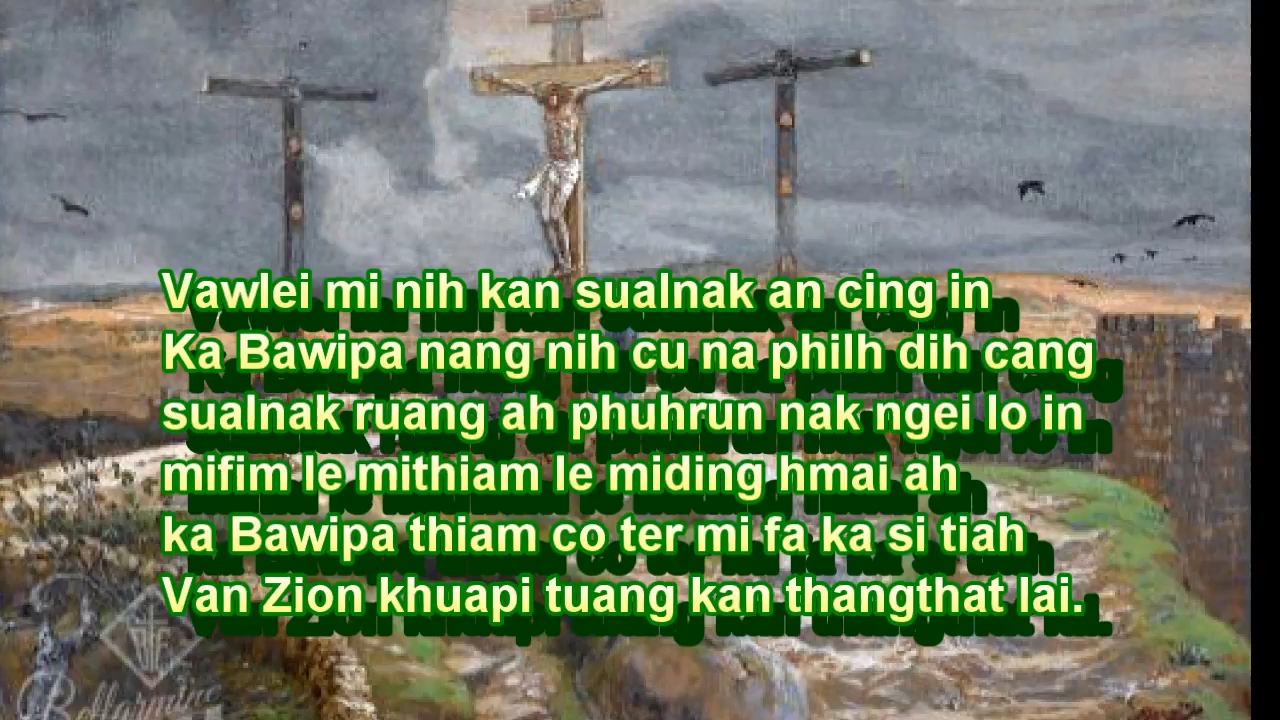 Vawlei mi nih kan sualnak an cing in
Ka Bawipa nang nih cu na philh dih cang
sualnak ruang ah phuhrun nak ngei lo in
mifim le mithiam le miding hmai ah
ka Bawipa thiam co ter mi fa ka si tiah
Van Zion khuapi tuang kan thangthat lai.
Bellarmine